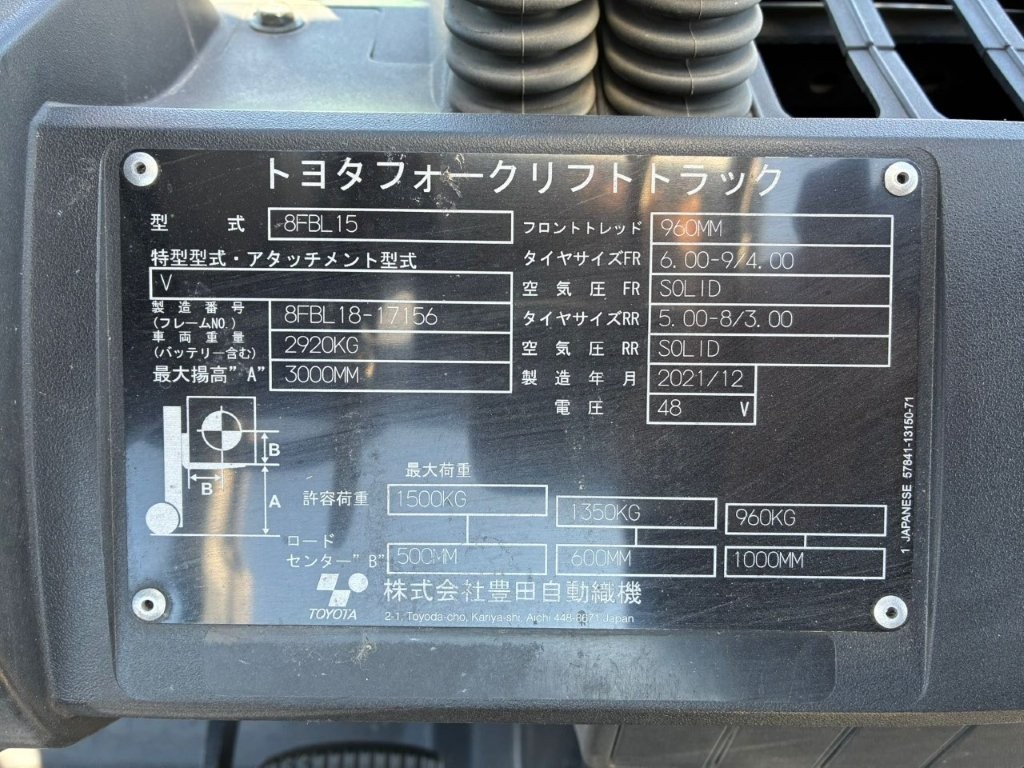 トヨタフォークリフトトラック
型 式 8FBL15
特型型式・アタッチメント型式
V
製造番号
(フレームNO.) 8FBL18-17156
車両重量
(バッテリー含む) 2920KG
最大揚高"A" 3000MM
フロントトレッド 960MM
タイヤサイズFR 6.00-9/4.00
空気圧FR SOLID
タイヤサイズRR 5.00-8/3.00
空気圧RR SOLID
製造年月 2021/12
電圧 48 V
B
B
A
最大荷重
許容荷重 1500KG 1350KG 960KG
ロード
センター"B" 500MM 600MM 1000MM
TOYOTA
株式会社豊田自動織機
2-1, Toyoda-cho, Kariya-shi, Aichi 448-8671 Japan
1 JAPANESE 57841-13150-71